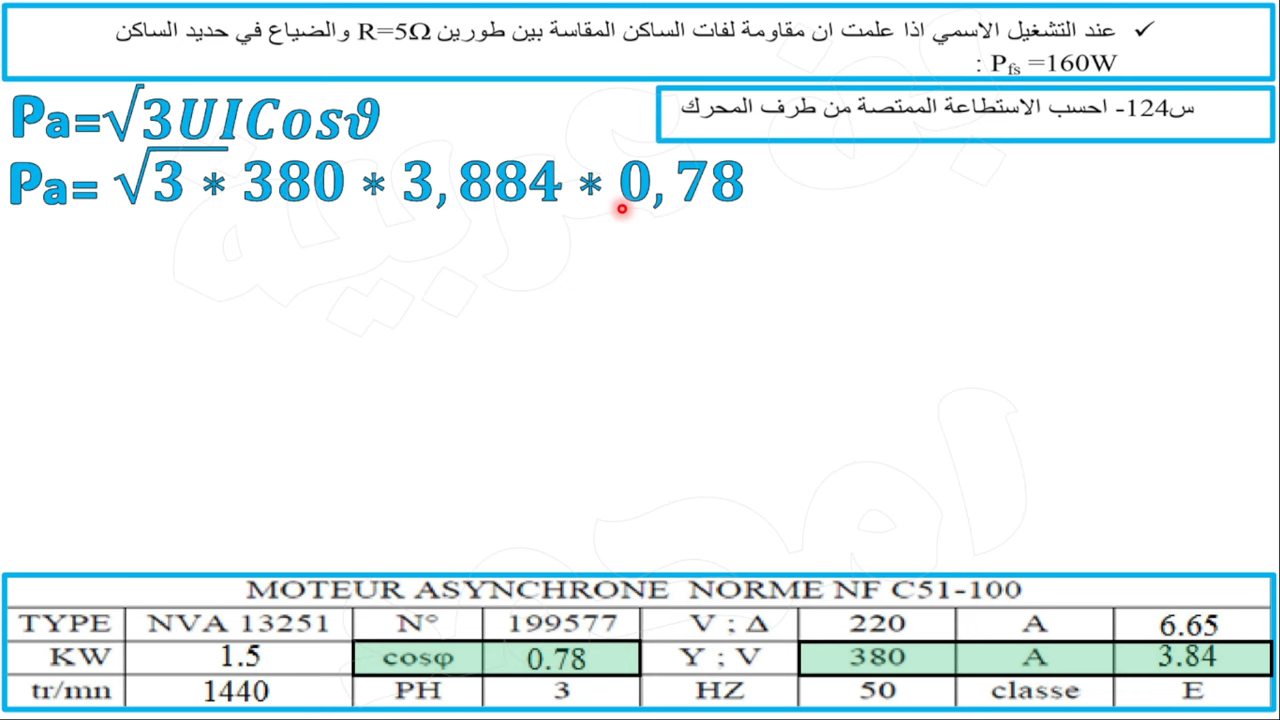 ✓ عند التشغيل الاسمي اذا علمت ان مقاومة لفات الساكن المقاسة بين طورين R=5Ω والضياع في حديد الساكن
Pfs =160W :
س124- احسب الاستطاعة الممتصة من طرف المحرك
Pa=√3UICosϑ
Pa= √3 * 380 * 3,884 * 0,78
MOTEUR ASYNCHRONE NORME NF C51-100
TYPE NVA 13251 N° 199577 V ; Δ 220 A 6.65
KW 1.5 cosφ 0.78 Y ; V 380 A 3.84
tr/mn 1440 PH 3 HZ 50 classe E